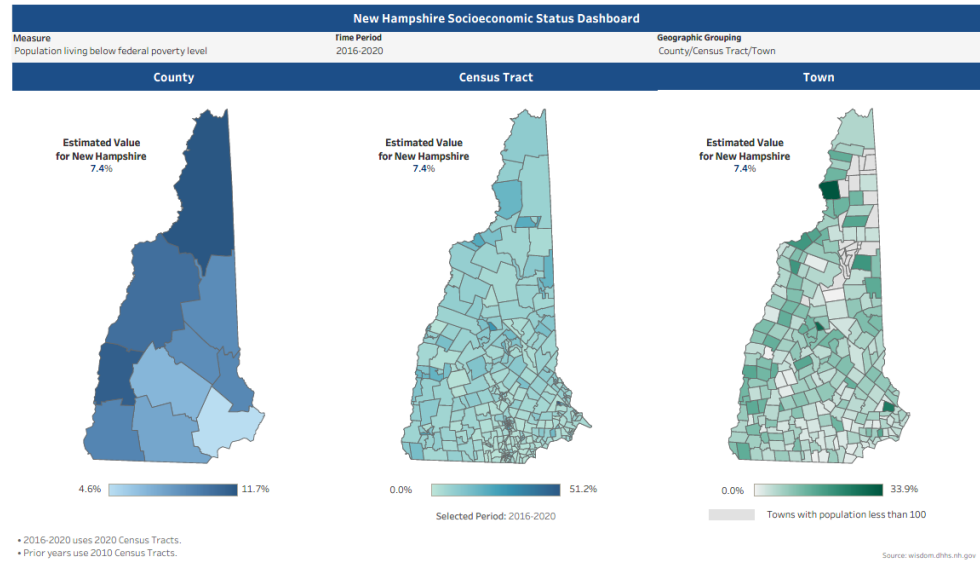 New Hampshire Socioeconomic Status Dashboard
Measure
Time Period
Geographic Grouping
Population living below federal poverty level
2016-2020
County/Census Tract/Town
County
Census Tract
Town
Estimated Value
for New Hampshire
7.4%
Estimated Value
for New Hampshire
7.4%
Estimated Value
for New Hampshire
7.4%
4.6%
11.7%
0.0%
51.2%
0.0%
33.9%
Selected Period: 2016-2020
Towns with population less than 100
• 2016-2020 uses 2020 Census Tracts.
• Prior years use 2010 Census Tracts.
Source: wisdom.dhhs.nh.gov